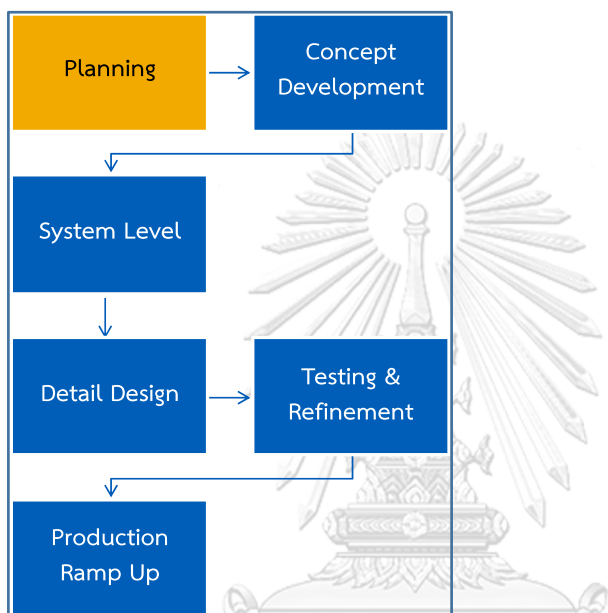 Planning
Concept
Development
System Level
Detail Design
Testing &
Refinement
Production
Ramp Up